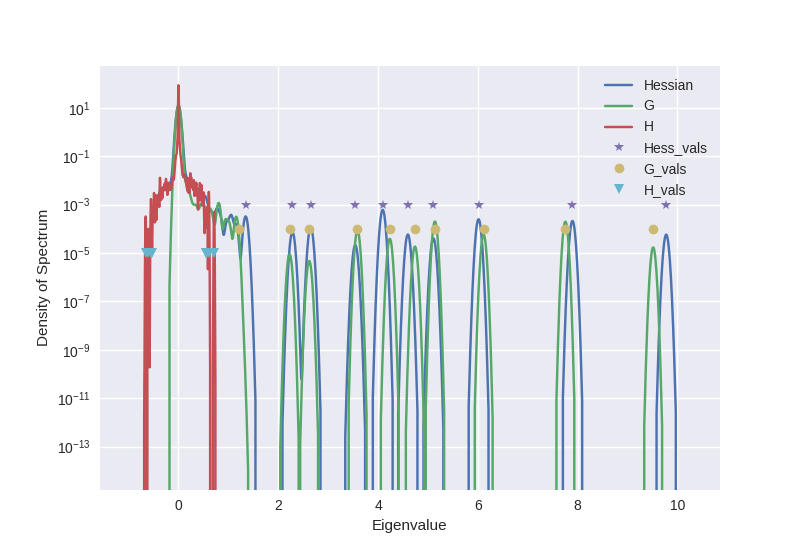 Hessian
G
H
Hess_vals
G_vals
H_vals
10^1
10^−1
10^−3
10^−5
10^−7
10^−9
10^−11
10^−13
Density of Spectrum
0 2 4 6 8 10
Eigenvalue